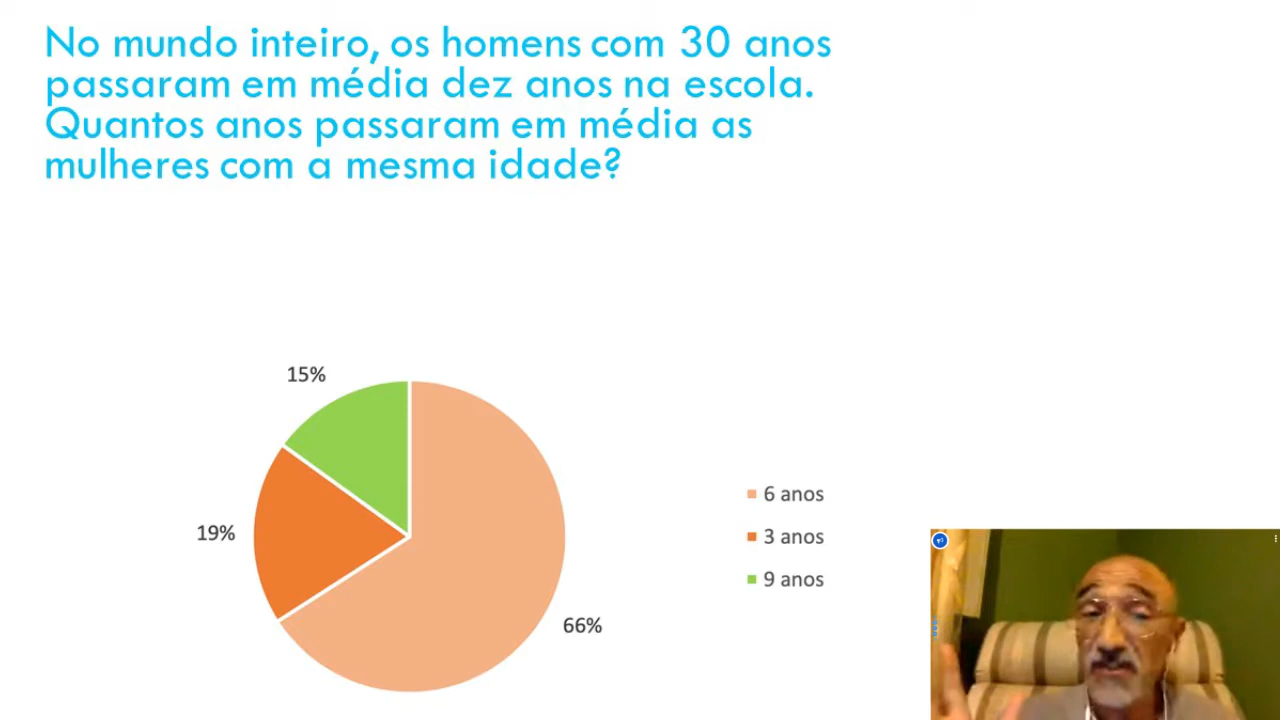 No mundo inteiro, os homens com 30 anos
passaram em média dez anos na escola.
Quantos anos passaram em média as
mulheres com a mesma idade?
15%
19%
66%
6 anos
3 anos
9 anos